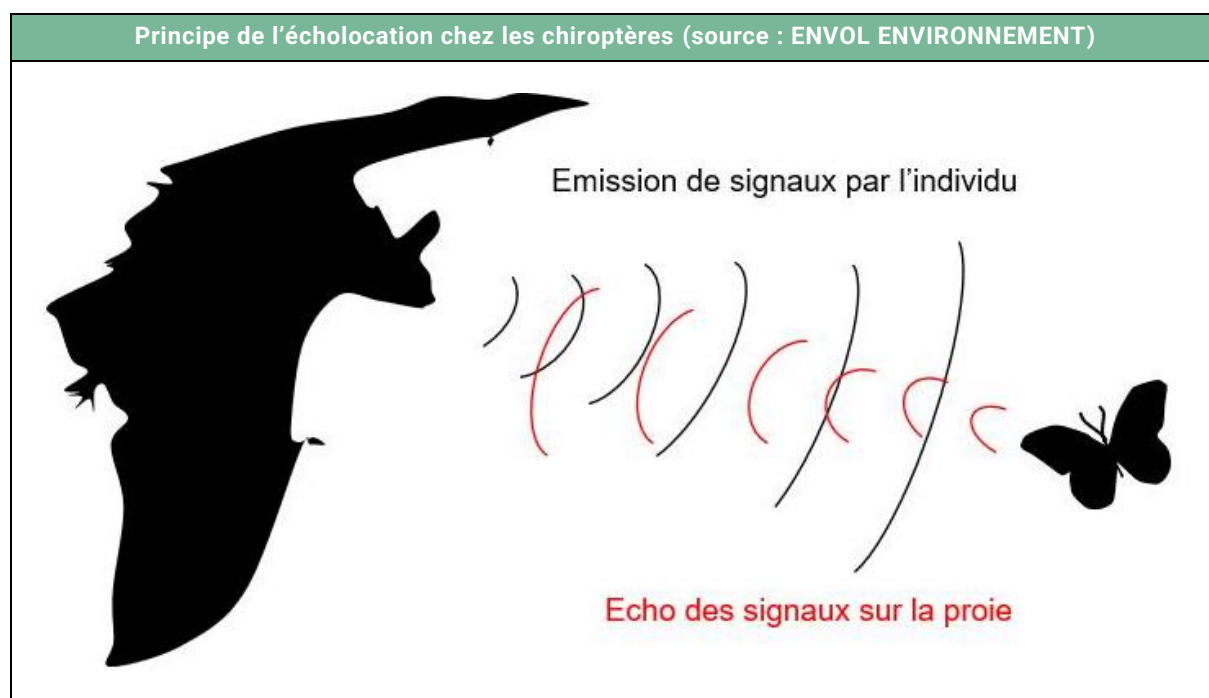 Principe de l’écholocation chez les chiroptères (source : ENVOL ENVIRONNEMENT)
Emission de signaux par l’individu
Echo des signaux sur la proie